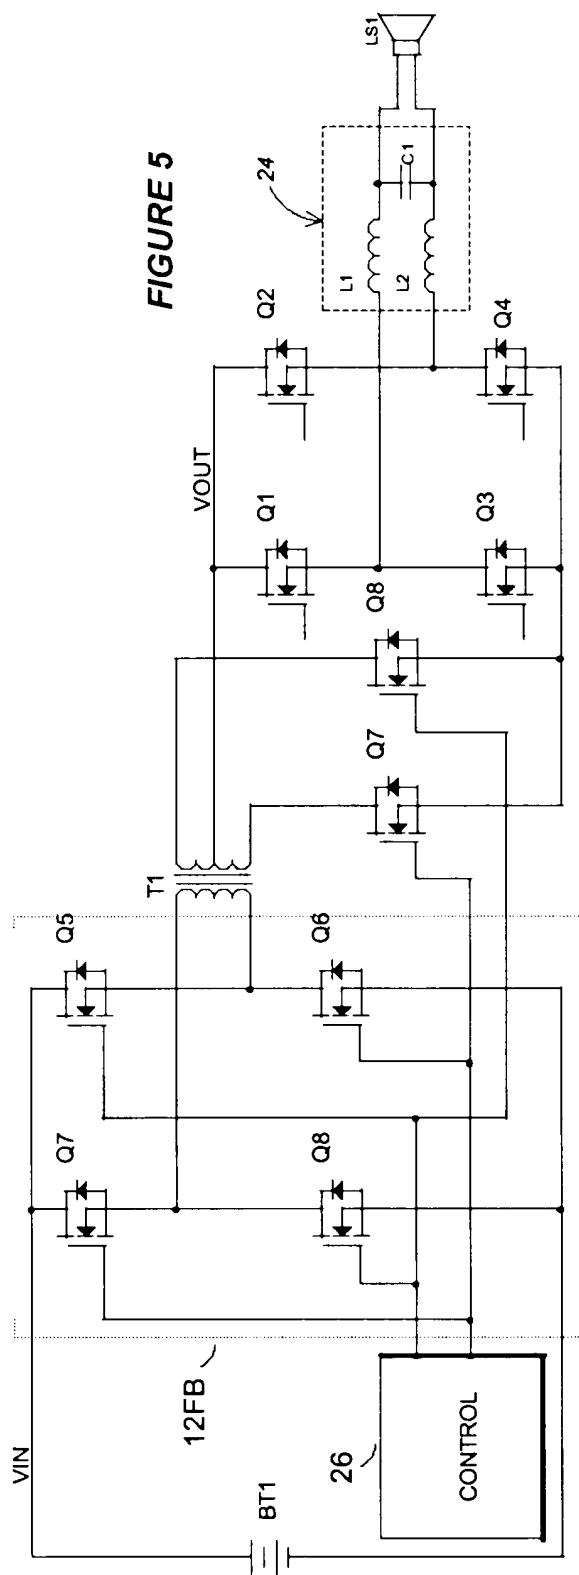 FIGURE 5
VIN
BT1
12FB
26
CONTROL
Q7
Q5
Q8
Q6
T1
VOUT
Q7
Q8
Q1
Q2
Q3
Q4
24
L1
L2
C1
LS1